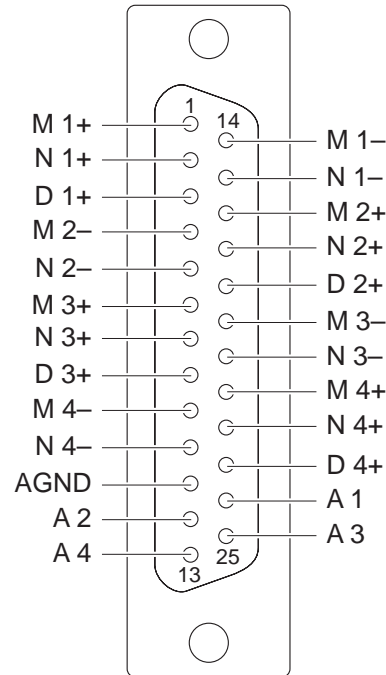 1
14
M 1+
M 1–
N 1+
N 1–
D 1+
M 2+
M 2–
N 2+
N 2–
D 2+
M 3+
M 3–
N 3+
N 3–
D 3+
M 4+
M 4–
N 4+
N 4–
D 4+
AGND
A 1
A 2
A 3
A 4
25
13